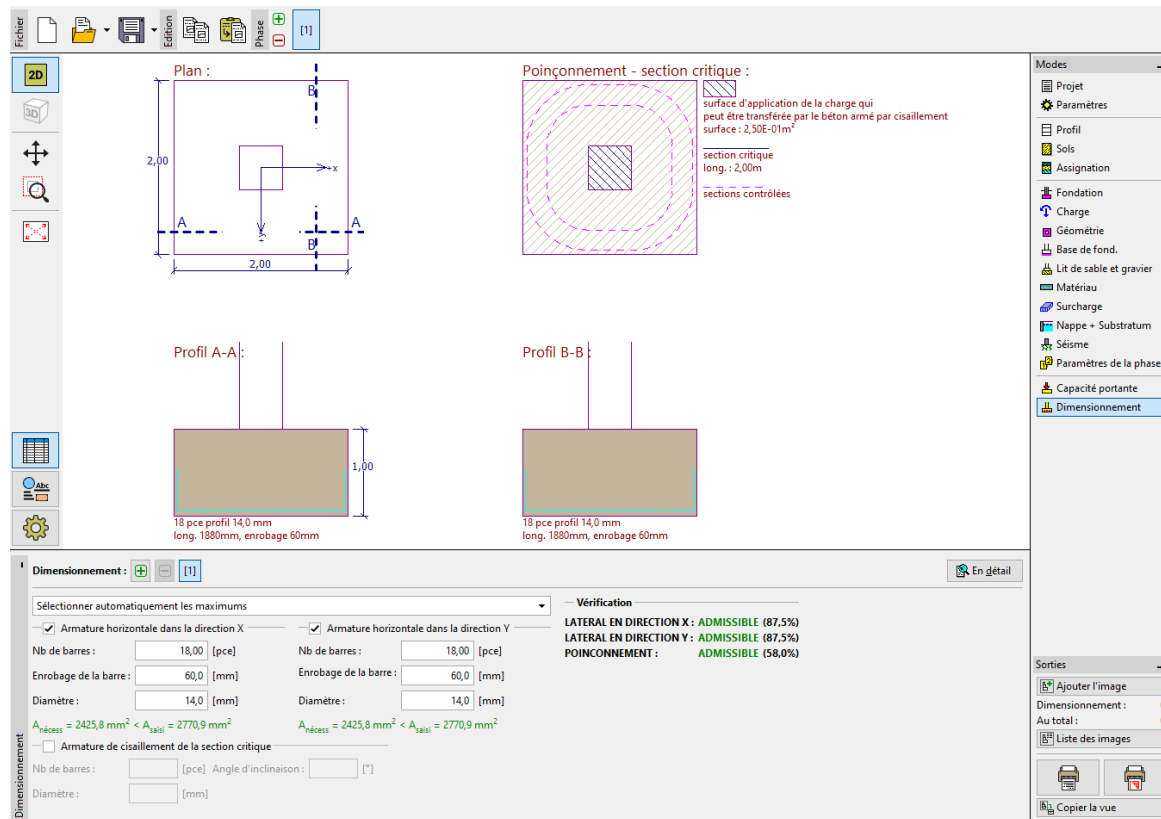 Fichier
Edition
Phase
[1]
2D
3D
Plan :
B
2,00
+x
A
A
+y
B
2,00
Poinçonnement - section critique :
surface d'application de la charge qui
peut être transférée par le béton armé par cisaillement
surface : 2,50E-01m²
section critique
long. : 2,00m
sections contrôlées
Profil A-A :
1,00
18 pce profil 14,0 mm
long. 1880mm, enrobage 60mm
Profil B-B :
18 pce profil 14,0 mm
long. 1880mm, enrobage 60mm
Abc
Modes
Projet
Paramètres
Profil
Sols
Assignation
Fondation
Charge
Géométrie
Base de fond.
Lit de sable et gravier
Matériau
Surcharge
Nappe + Substratum
Séisme
Paramètres de la phase
Capacité portante
Dimensionnement
Dimensionnement
Dimensionnement : [1]
En détail
Sélectionner automatiquement les maximums
Armature horizontale dans la direction X
Nb de barres : 18,00 [pce]
Enrobage de la barre : 60,0 [mm]
Diamètre : 14,0 [mm]
Anécess = 2425,8 mm² < Asaisi = 2770,9 mm²
Armature horizontale dans la direction Y
Nb de barres : 18,00 [pce]
Enrobage de la barre : 60,0 [mm]
Diamètre : 14,0 [mm]
Anécess = 2425,8 mm² < Asaisi = 2770,9 mm²
Armature de cisaillement de la section critique
Nb de barres : [pce] Angle d'inclinaison : [°]
Diamètre : [mm]
Vérification
LATERAL EN DIRECTION X : ADMISSIBLE (87,5%)
LATERAL EN DIRECTION Y : ADMISSIBLE (87,5%)
POINCONNEMENT : ADMISSIBLE (58,0%)
Sorties
Ajouter l'image
Dimensionnement :
Au total :
Liste des images
Copier la vue